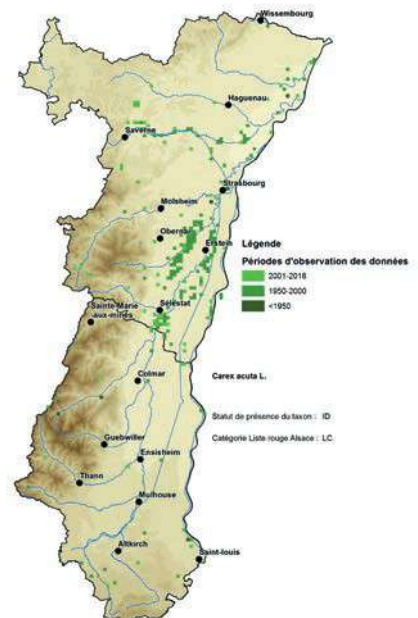 Wissembourg
Haguenau
Saverne
Strasbourg
Molsheim
Obernai
Erstein
Légende
Périodes d'observation des données
2001-2018
1950-2000
<1950
Sélestat
Sainte-Marie
aux-mines
Colmar
Carex acuta L.
Statut de présence du taxon : ID
Catégorie Liste rouge Alsace : LC
Guebwiller
Ensisheim
Thann
Mulhouse
Altkirch
Saint-louis